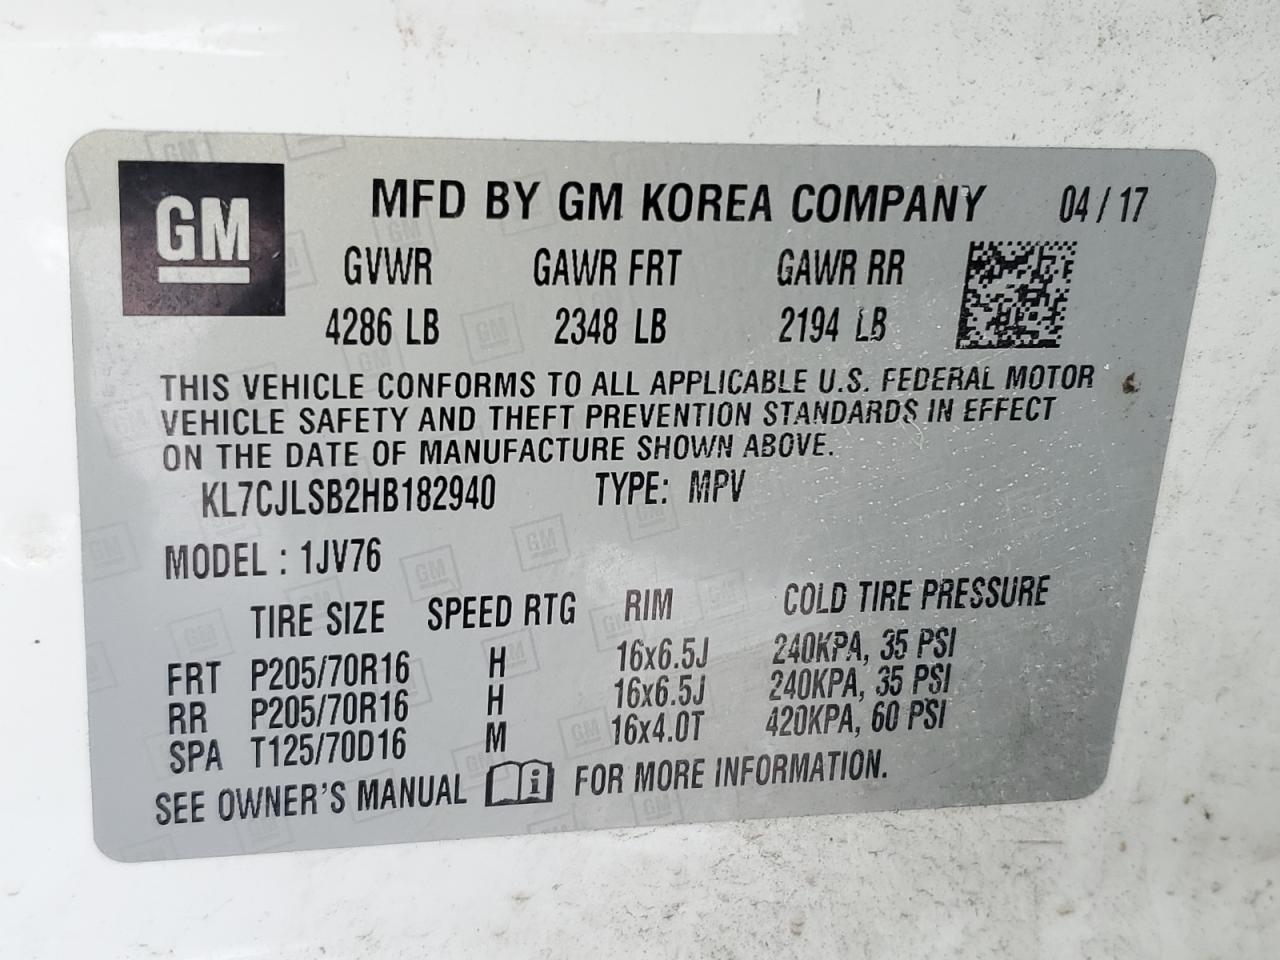 GM
MFD BY GM KOREA COMPANY 04 / 17
GVWR GAWR FRT GAWR RR
4286 LB 2348 LB 2194 LB
THIS VEHICLE CONFORMS TO ALL APPLICABLE U.S. FEDERAL MOTOR
VEHICLE SAFETY AND THEFT PREVENTION STANDARDS IN EFFECT
ON THE DATE OF MANUFACTURE SHOWN ABOVE.
KL7CJLSB2HB182940 TYPE: MPV
MODEL : 1JV76
TIRE SIZE SPEED RTG RIM COLD TIRE PRESSURE
FRT P205/70R16 H 16x6.5J 240KPA, 35 PSI
RR P205/70R16 H 16x6.5J 240KPA, 35 PSI
SPA T125/70D16 M 16x4.0T 420KPA, 60 PSI
SEE OWNER'S MANUAL i FOR MORE INFORMATION.